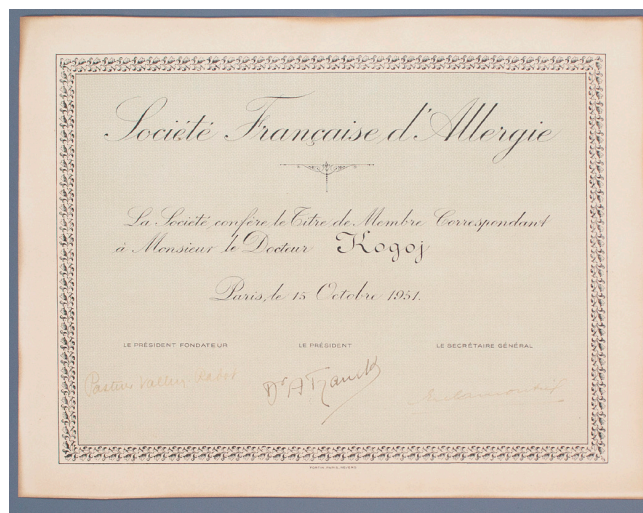 Société Française d'Allergie
La Société, confère le Titre de Membre Correspondant
à Monsieur le Docteur Kogoj
Paris, le 15 Octobre 1951.
LE PRÉSIDENT FONDATEUR LE PRÉSIDENT LE SECRÉTAIRE GÉNÉRAL
Pasteur Vallery Radot Dr A Tzanck